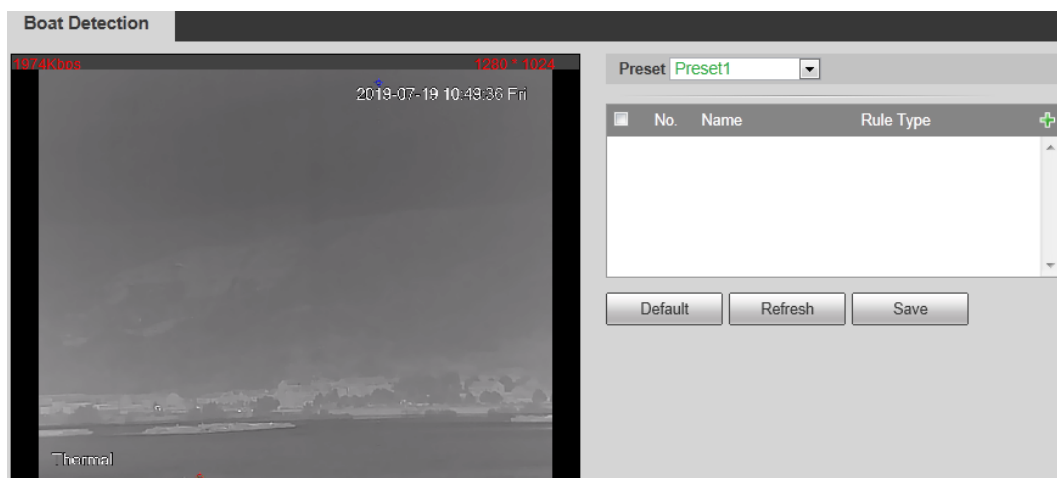 Boat Detection
1974Kbps
1280 * 1024
2019-07-19 10:49:36 Fri
Thermal
Preset Preset1
No. Name Rule Type
Default Refresh Save